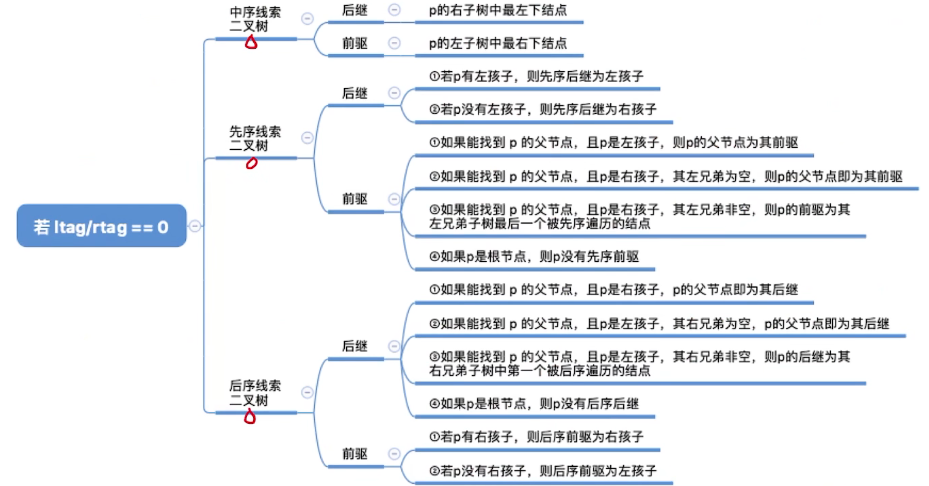 若 ltag/rtag == 0
中序线索
二叉树
后继
p的右子树中最左下结点
前驱
p的左子树中最右下结点
先序线索
二叉树
后继
①若p有左孩子，则先序后继为左孩子
②若p没有左孩子，则先序后继为右孩子
前驱
①如果能找到 p 的父节点，且p是左孩子，则p的父节点为其前驱
②如果能找到 p 的父节点，且p是右孩子，其左兄弟为空，则p的父节点即为其前驱
③如果能找到 p 的父节点，且p是右孩子，其左兄弟非空，则p的前驱为其
左兄弟子树最后一个被先序遍历的结点
④如果p是根节点，则p没有先序前驱
后序线索
二叉树
后继
①如果能找到 p 的父节点，且p是右孩子，p的父节点即为其后继
②如果能找到 p 的父节点，且p是左孩子，其右兄弟为空，p的父节点即为其后继
③如果能找到 p 的父节点，且p是左孩子，其右兄弟非空，则p的后继为其
右兄弟子树中第一个被后序遍历的结点
④如果p是根节点，则p没有后序后继
前驱
①若p有右孩子，则后序前驱为右孩子
②若p没有右孩子，则后序前驱为左孩子